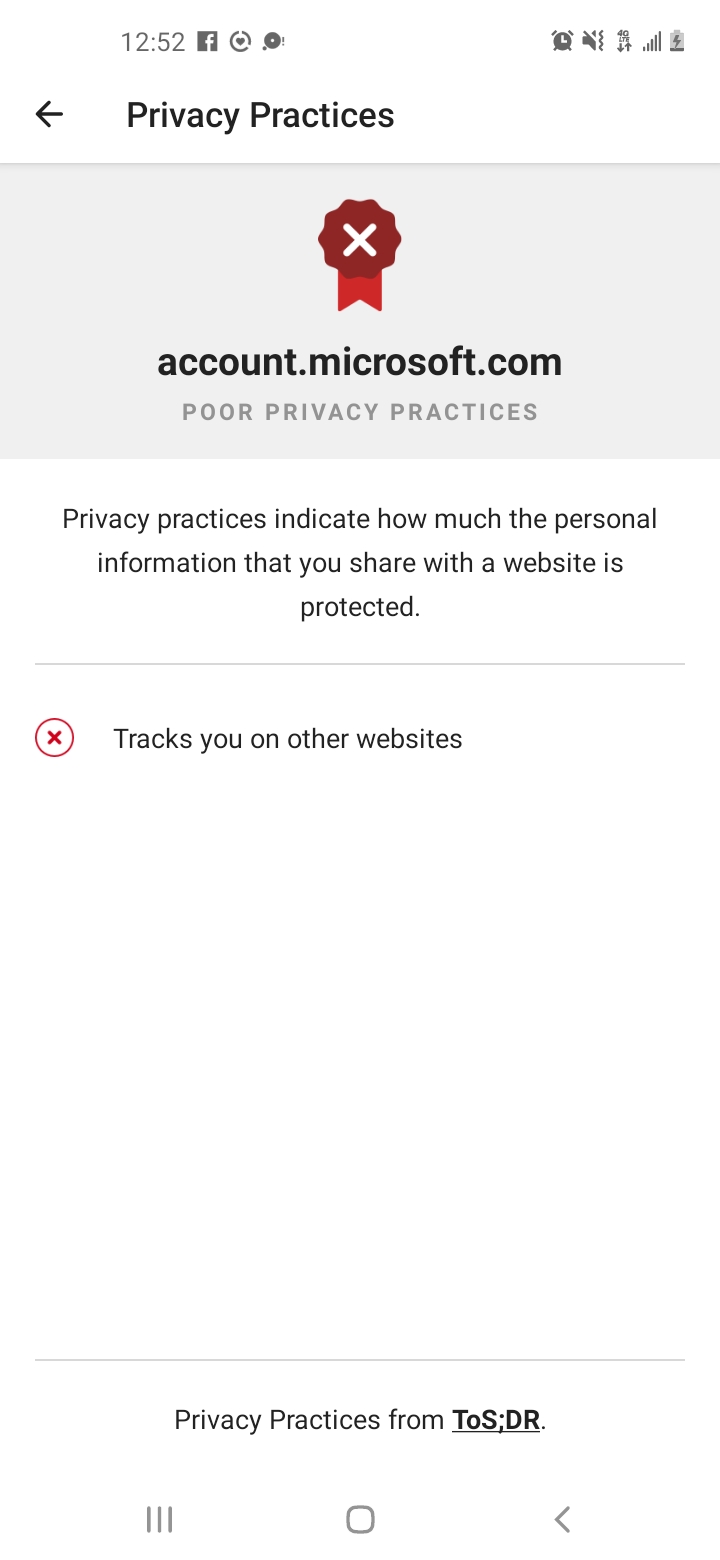 12:52
Privacy Practices
account.microsoft.com
POOR PRIVACY PRACTICES
Privacy practices indicate how much the personal
information that you share with a website is
protected.
Tracks you on other websites
Privacy Practices from ToS;DR.